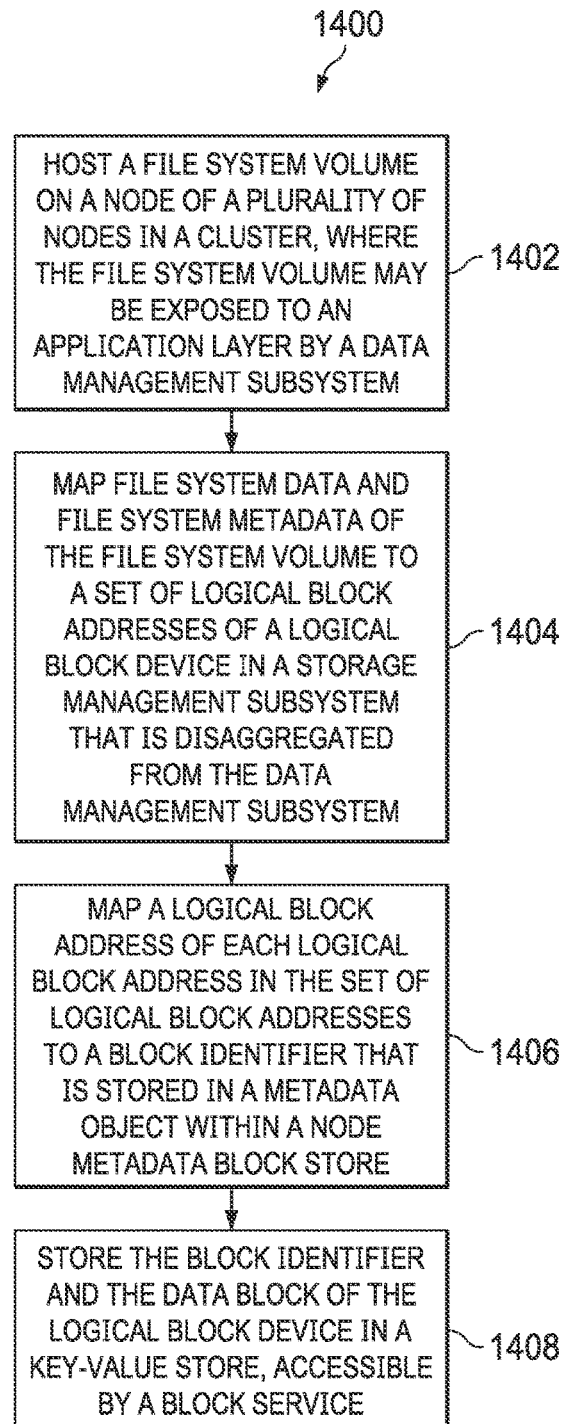 1400
HOST A FILE SYSTEM VOLUME
ON A NODE OF A PLURALITY OF
NODES IN A CLUSTER, WHERE
THE FILE SYSTEM VOLUME MAY
BE EXPOSED TO AN
APPLICATION LAYER BY A DATA
MANAGEMENT SUBSYSTEM
1402
MAP FILE SYSTEM DATA AND
FILE SYSTEM METADATA OF
THE FILE SYSTEM VOLUME TO
A SET OF LOGICAL BLOCK
ADDRESSES OF A LOGICAL
BLOCK DEVICE IN A STORAGE
MANAGEMENT SUBSYSTEM
THAT IS DISAGGREGATED
FROM THE DATA
MANAGEMENT SUBSYSTEM
1404
MAP A LOGICAL BLOCK
ADDRESS OF EACH LOGICAL
BLOCK ADDRESS IN THE SET OF
LOGICAL BLOCK ADDRESSES
TO A BLOCK IDENTIFIER THAT
IS STORED IN A METADATA
OBJECT WITHIN A NODE
METADATA BLOCK STORE
1406
STORE THE BLOCK IDENTIFIER
AND THE DATA BLOCK OF THE
LOGICAL BLOCK DEVICE IN A
KEY-VALUE STORE, ACCESSIBLE
BY A BLOCK SERVICE
1408